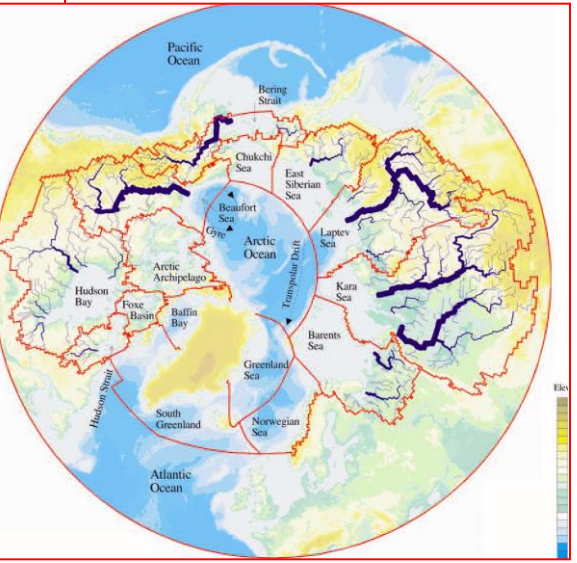 Pacific
Ocean
Bering
Strait
Chukchi
Sea
East
Siberian
Sea
Beaufort
Sea
Gyre
Laptev
Sea
Arctic
Ocean
Transpolar Drift
Arctic
Archipelago
Kara
Sea
Hudson
Bay
Foxe
Basin
Baffin
Bay
Barents
Sea
Greenland
Sea
Hudson Strait
South
Greenland
Norwegian
Sea
Atlantic
Ocean
Elev